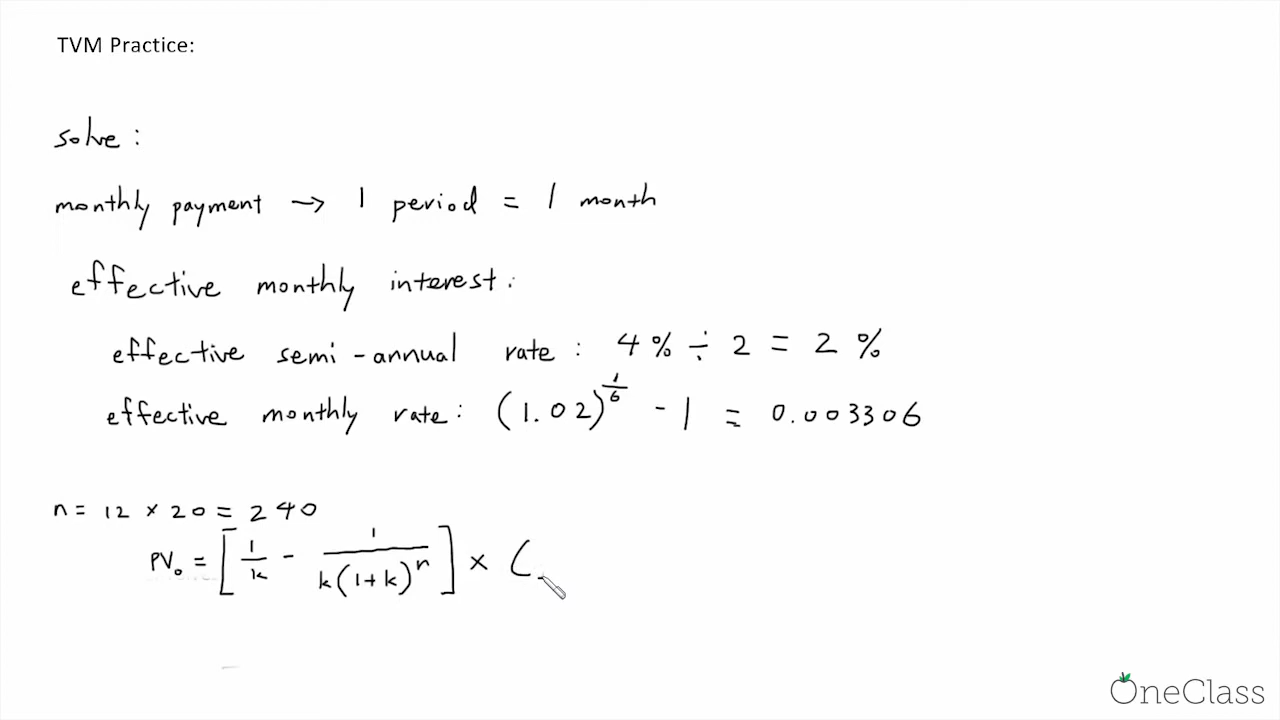 TVM Practice:
solve:
monthly payment → 1 period = 1 month
effective monthly interest:
effective semi-annual rate: 4% ÷ 2 = 2%
effective monthly rate: (1.02)^(1/6) - 1 = 0.003306
n = 12 × 20 = 240
PV₀ = [1/k - 1/(k(1+k)^n)] × C
OneClass